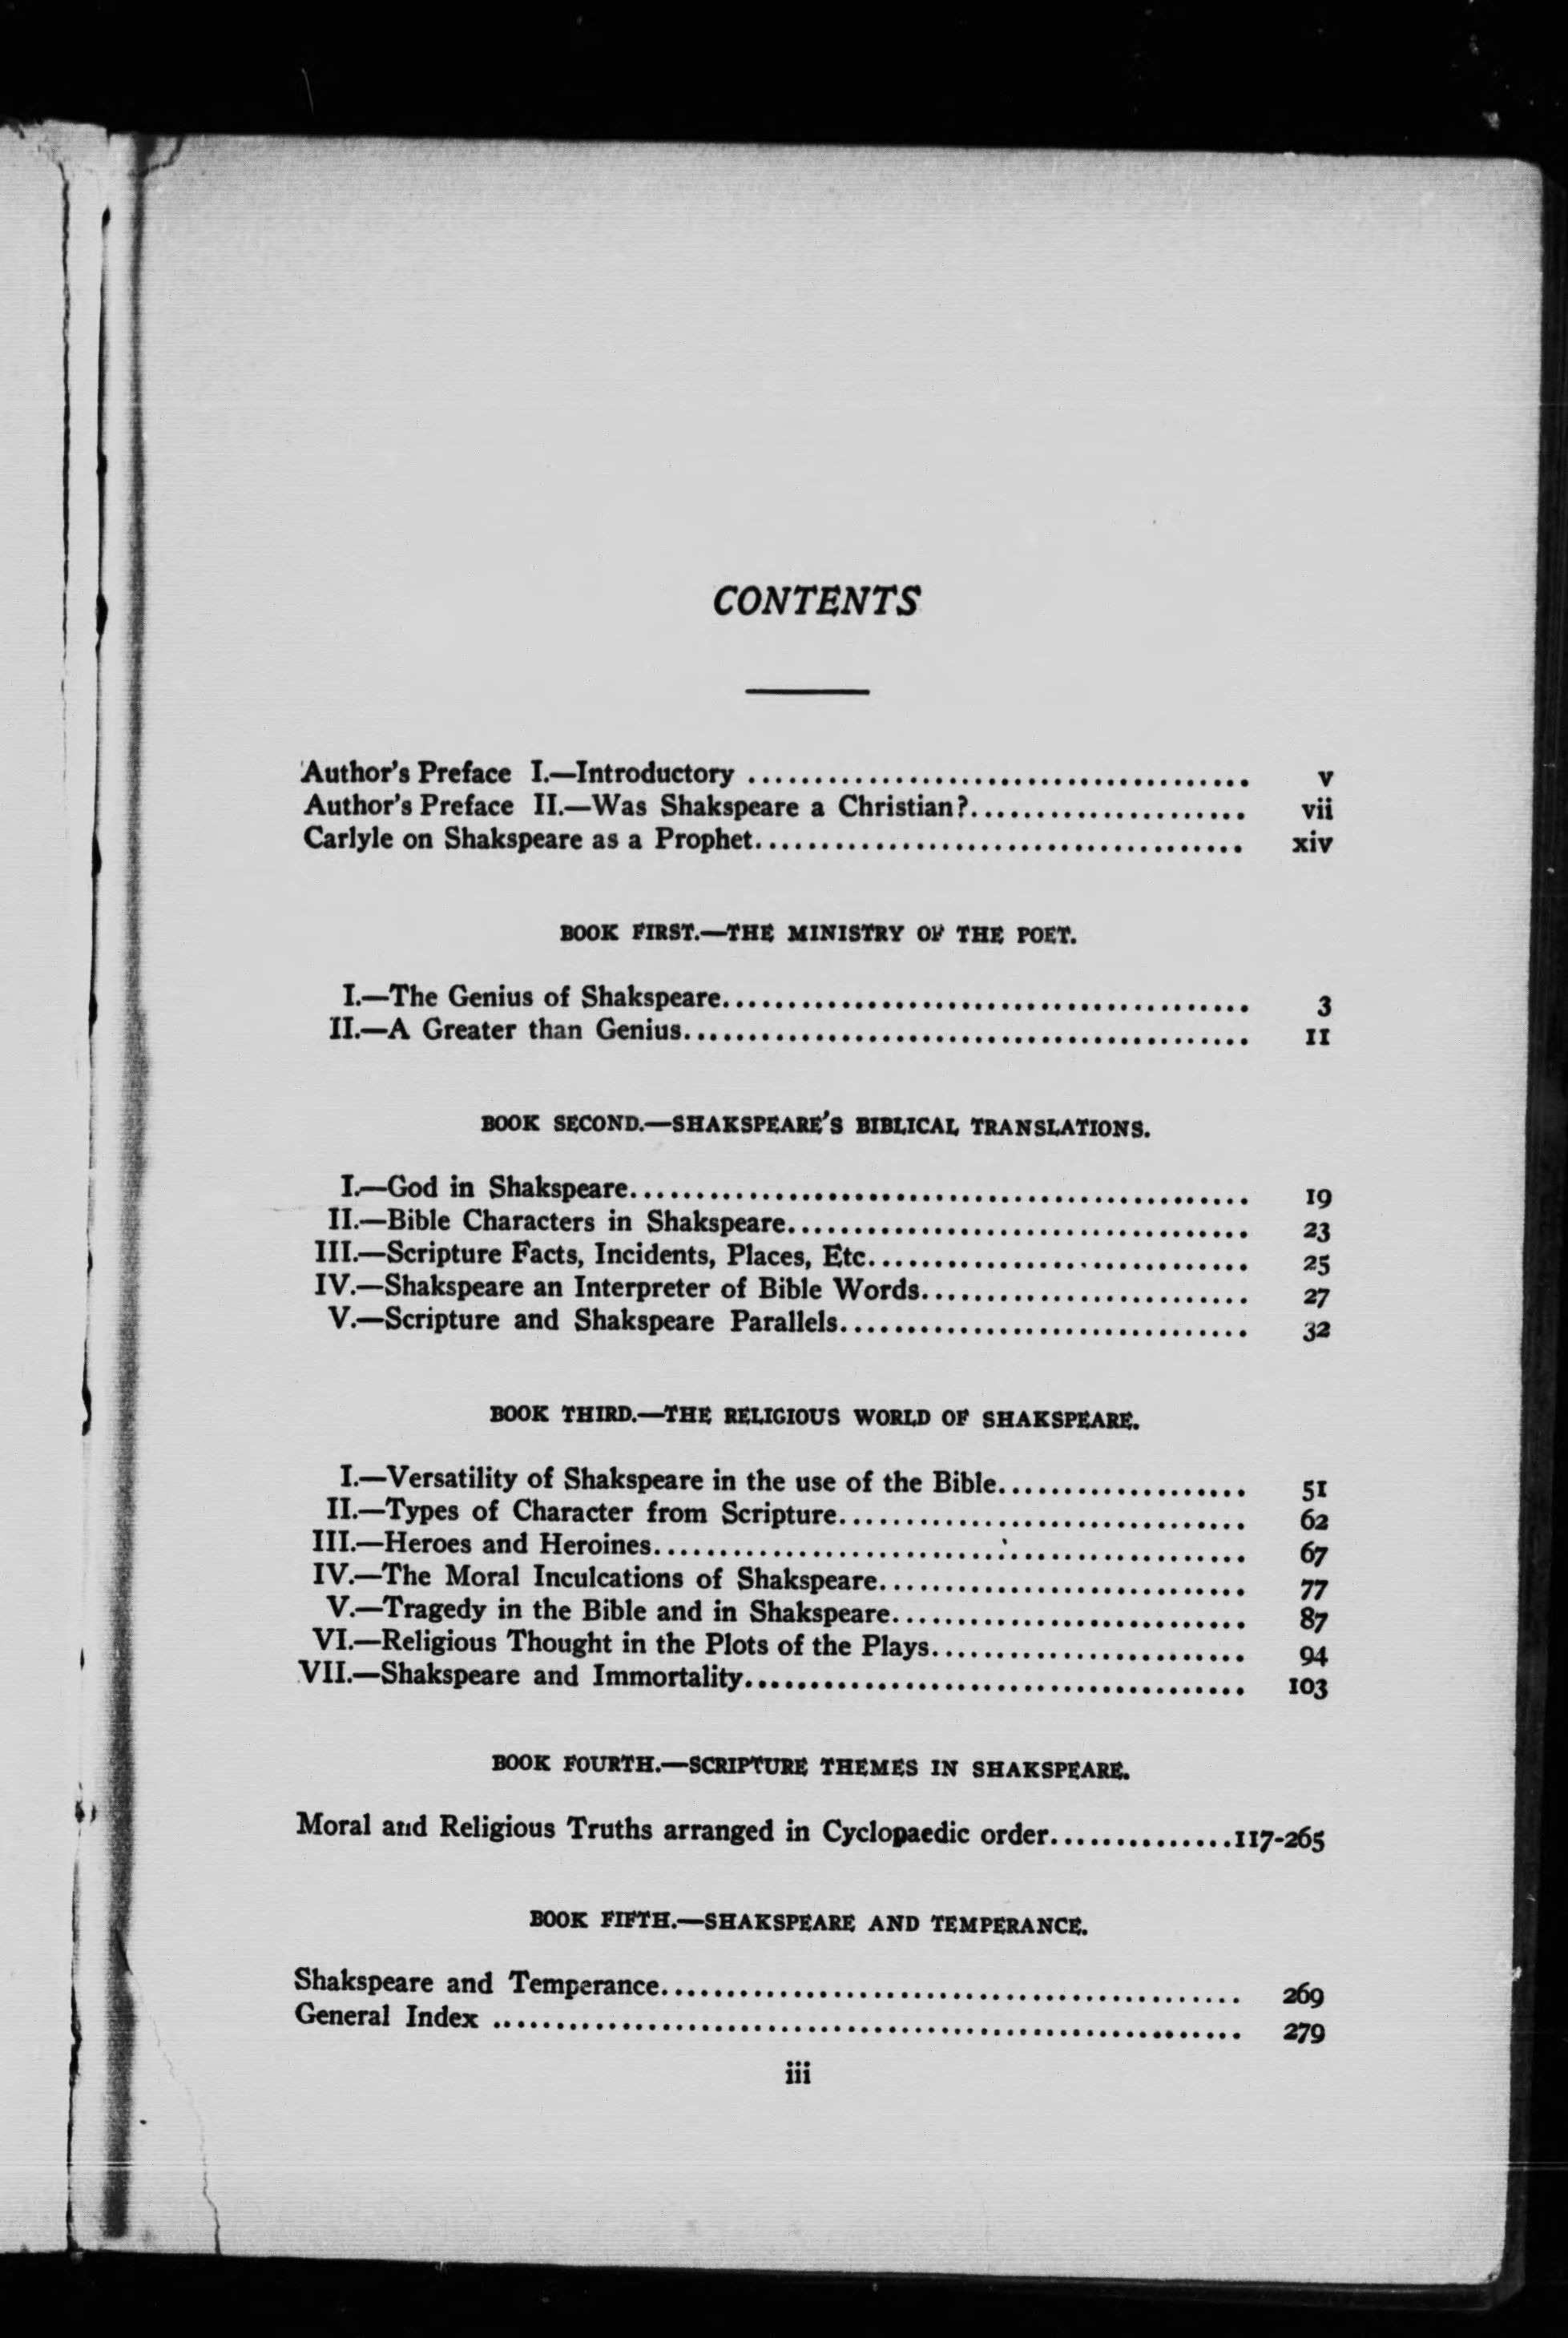 CONTENTS
Author's Preface I.—Introductory ...................................... v
Author's Preface II.—Was Shakspeare a Christian?..................... vii
Carlyle on Shakspeare as a Prophet..................................... xiv
BOOK FIRST.—THE MINISTRY OF THE POET.
I.—The Genius of Shakspeare........................................ 3
II.—A Greater than Genius........................................... 11
BOOK SECOND.—SHAKSPEARE'S BIBLICAL TRANSLATIONS.
I.—God in Shakspeare............................................... 19
II.—Bible Characters in Shakspeare................................... 23
III.—Scripture Facts, Incidents, Places, Etc............................. 25
IV.—Shakspeare an Interpreter of Bible Words......................... 27
V.—Scripture and Shakspeare Parallels............................... 32
BOOK THIRD.—THE RELIGIOUS WORLD OF SHAKSPEARE.
I.—Versatility of Shakspeare in the use of the Bible................... 51
II.—Types of Character from Scripture............................... 62
III.—Heroes and Heroines............................................. 67
IV.—The Moral Inculcations of Shakspeare............................ 77
V.—Tragedy in the Bible and in Shakspeare........................... 87
VI.—Religious Thought in the Plots of the Plays........................ 94
VII.—Shakspeare and Immortality...................................... 103
BOOK FOURTH.—SCRIPTURE THEMES IN SHAKSPEARE.
Moral and Religious Truths arranged in Cyclopaedic order..............117-265
BOOK FIFTH.—SHAKSPEARE AND TEMPERANCE.
Shakspeare and Temperance............................................ 269
General Index ......................................................... 279
iii